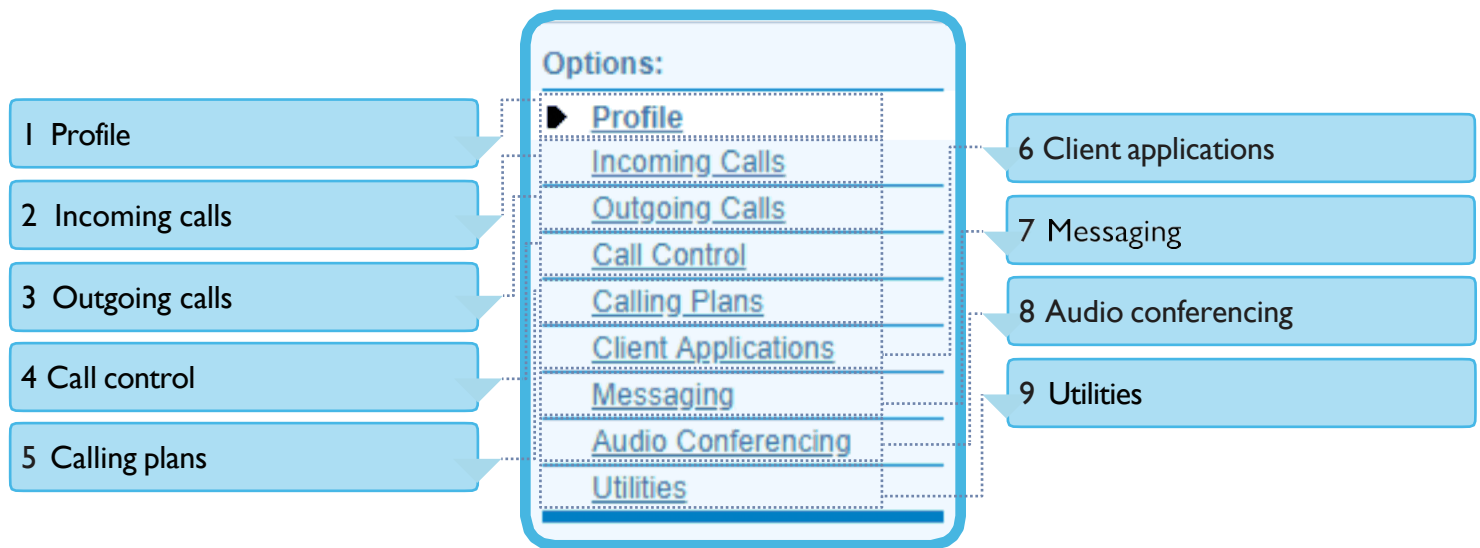 1 Profile
2 Incoming calls
3 Outgoing calls
4 Call control
5 Calling plans
Options:
Profile
Incoming Calls
Outgoing Calls
Call Control
Calling Plans
Client Applications
Messaging
Audio Conferencing
Utilities
6 Client applications
7 Messaging
8 Audio conferencing
9 Utilities